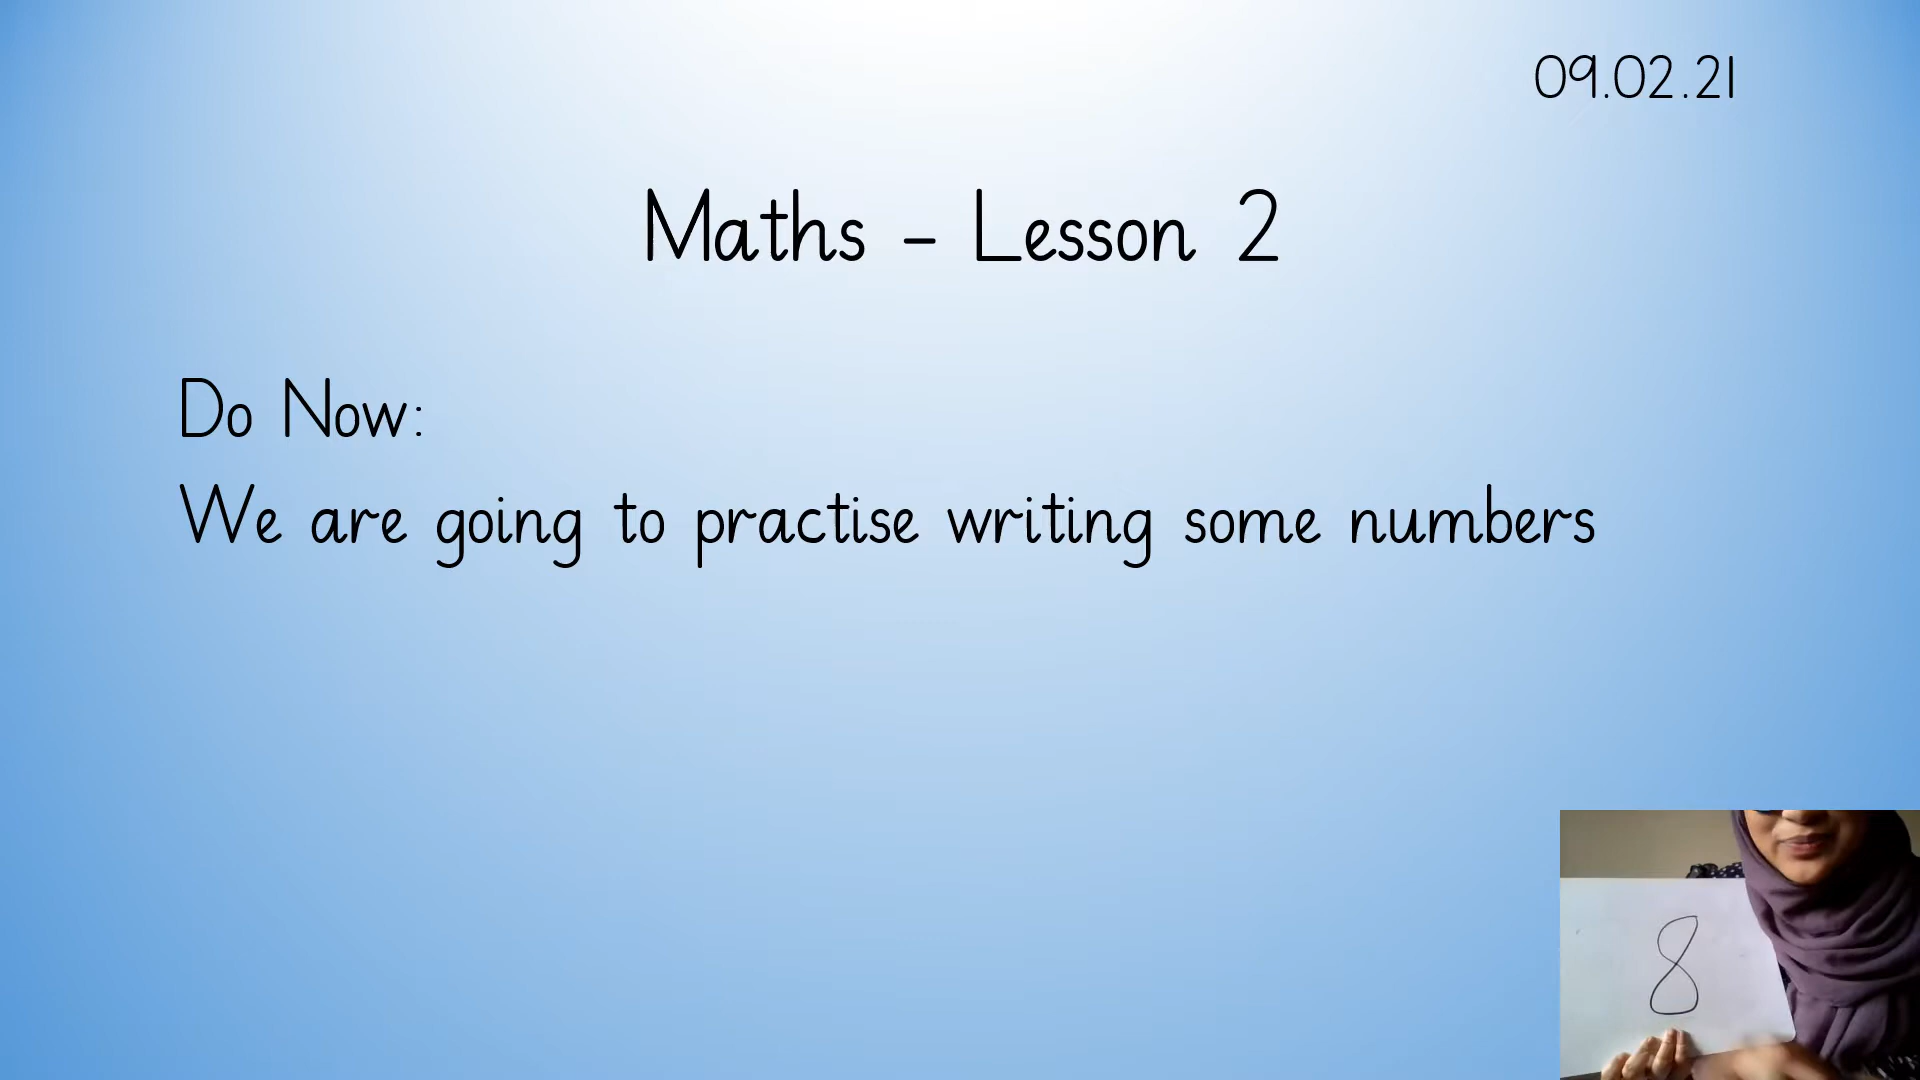 09.02.21
Maths - Lesson 2
Do Now:
We are going to practise writing some numbers
8